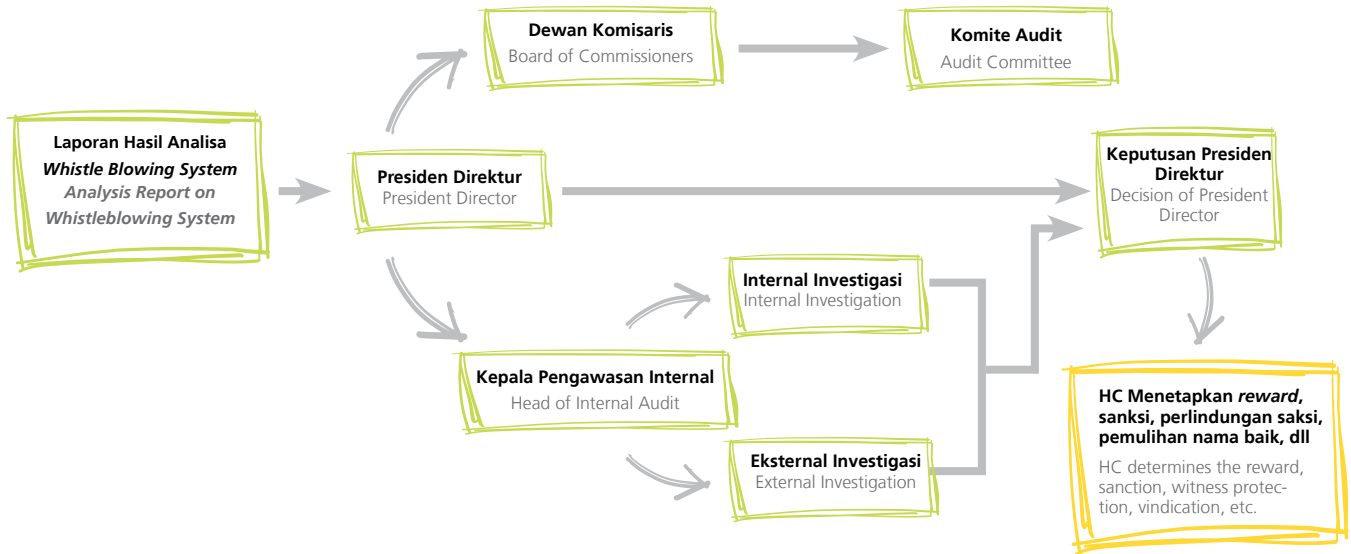 Dewan Komisaris
Board of Commissioners
Komite Audit
Audit Committee
Laporan Hasil Analisa
Whistle Blowing System
Analysis Report on
Whistleblowing System
Presiden Direktur
President Director
Keputusan Presiden
Direktur
Decision of President
Director
Internal Investigasi
Internal Investigation
Kepala Pengawasan Internal
Head of Internal Audit
Eksternal Investigasi
External Investigation
HC Menetapkan reward,
sanksi, perlindungan saksi,
pemulihan nama baik, dll
HC determines the reward,
sanction, witness protec-
tion, vindication, etc.